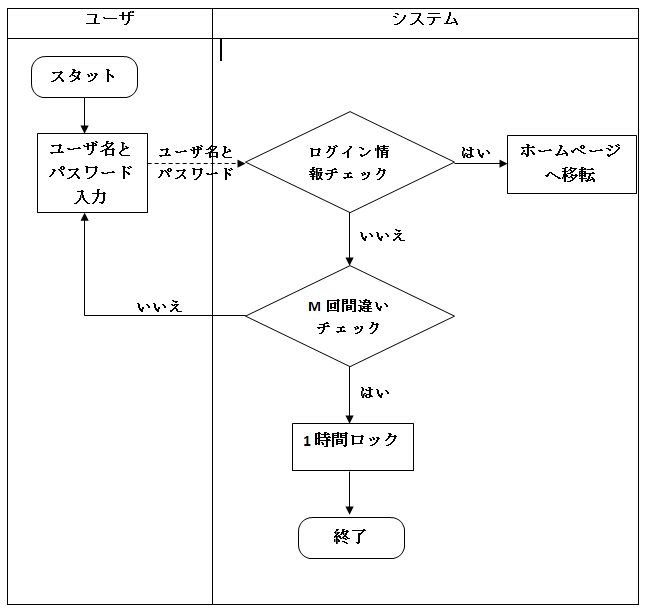 ユーザ
システム
スタット
ユーザ名と
パスワード
入力
ユーザ名と
パスワード
ログイン情
報チェック
はい
ホームページ
へ移転
いいえ
M 回間違い
チェック
いいえ
はい
1 時間ロック
終了